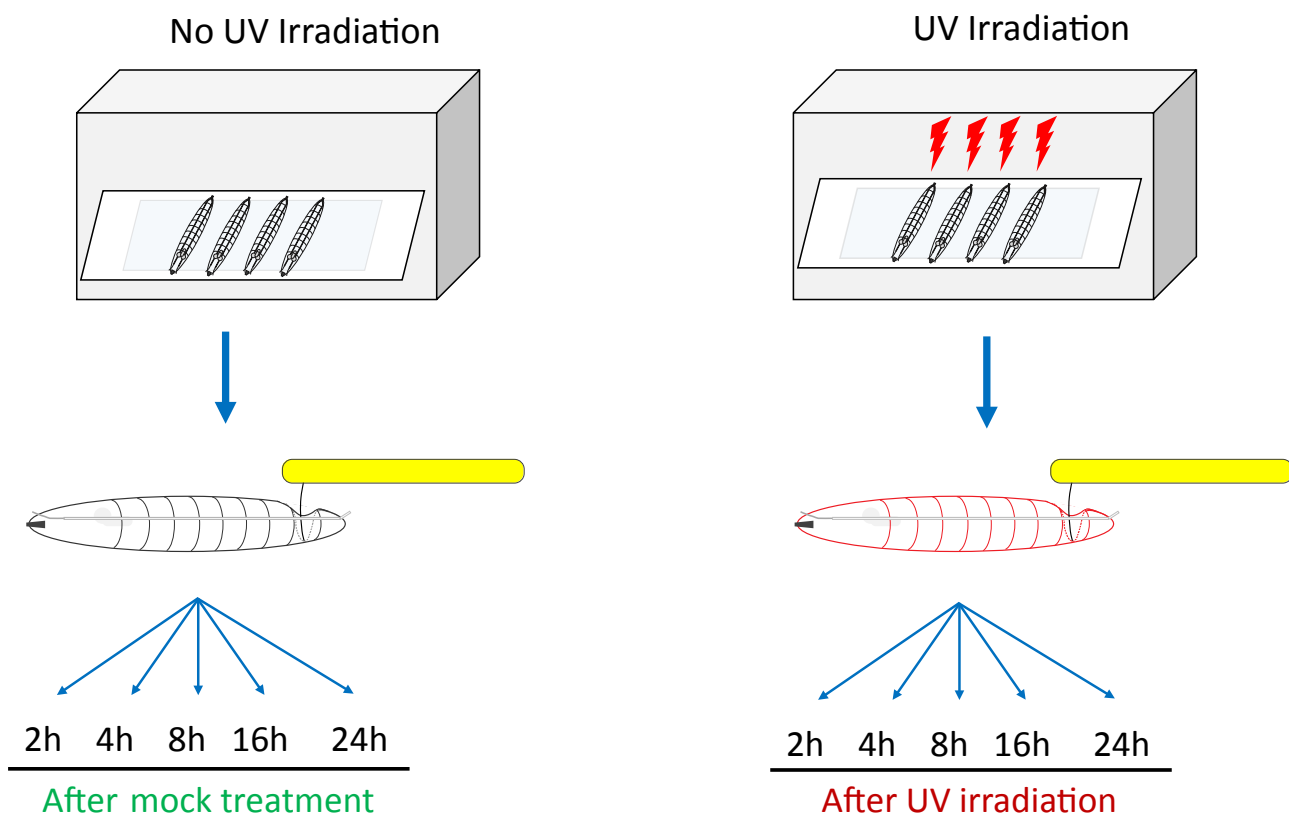 No UV Irradiation
UV Irradiation
2h 4h 8h 16h 24h
After mock treatment
2h 4h 8h 16h 24h
After UV irradiation